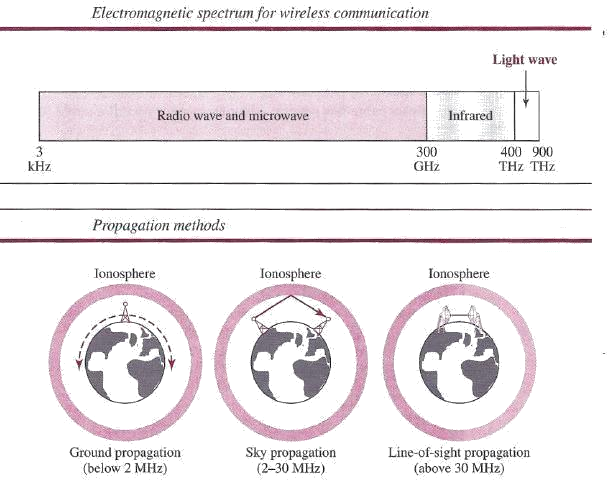 Electromagnetic spectrum for wireless communication
Light wave
Radio wave and microwave
Infrared
3 300 400 900
kHz GHz THz THz
Propagation methods
Ionosphere Ionosphere Ionosphere
Ground propagation Sky propagation Line-of-sight propagation
(below 2 MHz) (2–30 MHz) (above 30 MHz)